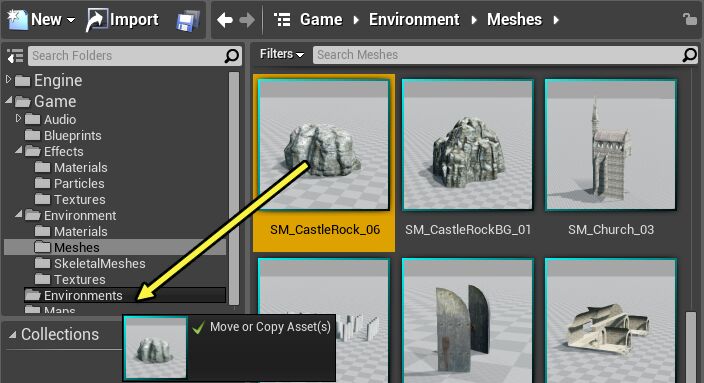 New
Import
Game
Environment
Meshes
Search Folders
Filters
Search Meshes
Engine
Game
Audio
Blueprints
Effects
Materials
Particles
Textures
Environment
Materials
Meshes
SkeletalMeshes
Textures
Environments
Maps
Collections
SM_CastleRock_06
SM_CastleRockBG_01
SM_Church_03
Move or Copy Asset(s)